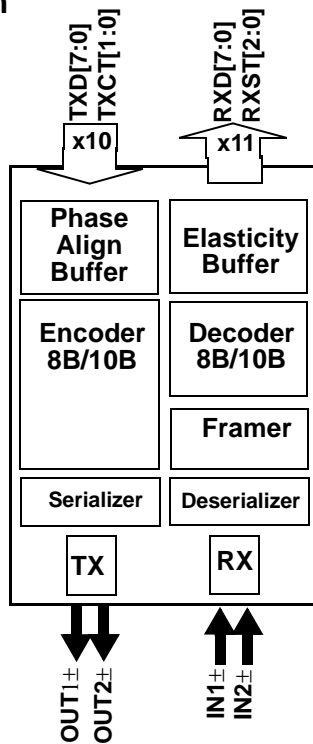 n
TXD[7:0]
TXCT[1:0]
RXD[7:0]
RXST[2:0]
x10
x11
Phase
Align
Buffer
Elasticity
Buffer
Encoder
8B/10B
Decoder
8B/10B
Framer
Serializer
Deserializer
TX
RX
OUT1±
OUT2±
IN1±
IN2±